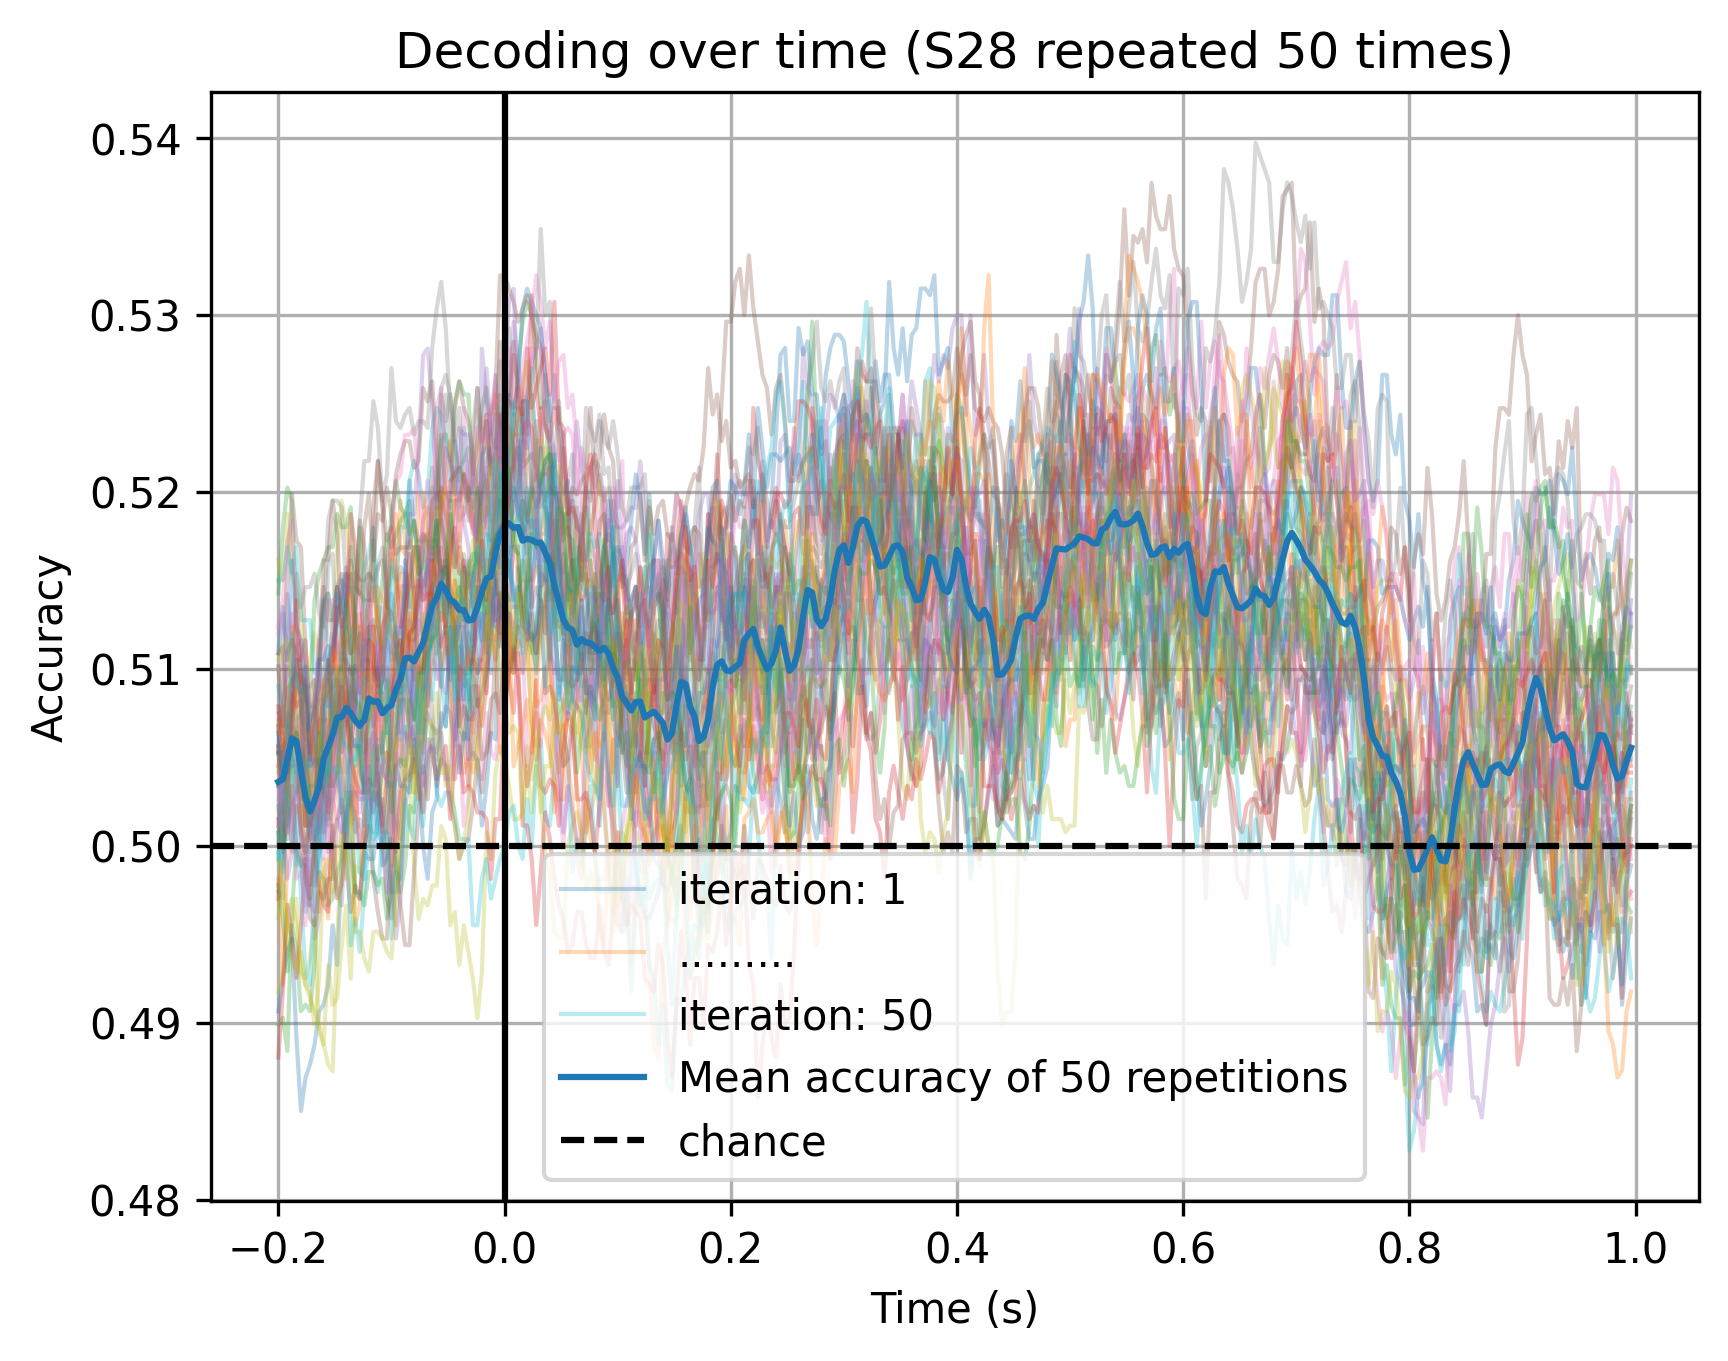 Decoding over time (S28 repeated 50 times)
Accuracy
0.54
0.53
0.52
0.51
0.50
0.49
0.48
iteration: 1
.........
iteration: 50
Mean accuracy of 50 repetitions
chance
−0.2 0.0 0.2 0.4 0.6 0.8 1.0
Time (s)